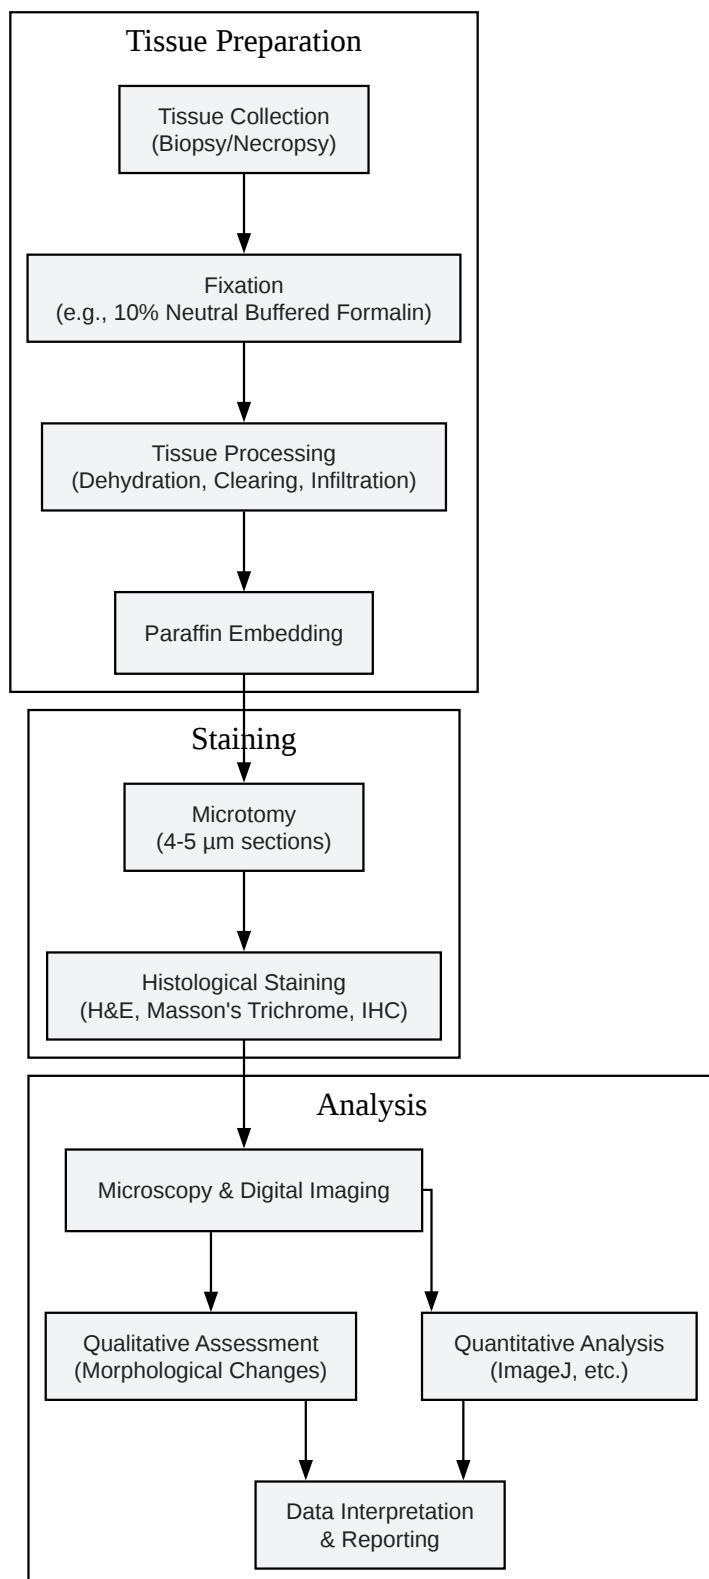 Tissue Preparation
Tissue Collection
(Biopsy/Necropsy)
Fixation
(e.g., 10% Neutral Buffered Formalin)
Tissue Processing
(Dehydration, Clearing, Infiltration)
Paraffin Embedding
Staining
Microtomy
(4-5 µm sections)
Histological Staining
(H&E, Masson's Trichrome, IHC)
Analysis
Microscopy & Digital Imaging
Qualitative Assessment
(Morphological Changes)
Quantitative Analysis
(ImageJ, etc.)
Data Interpretation
& Reporting